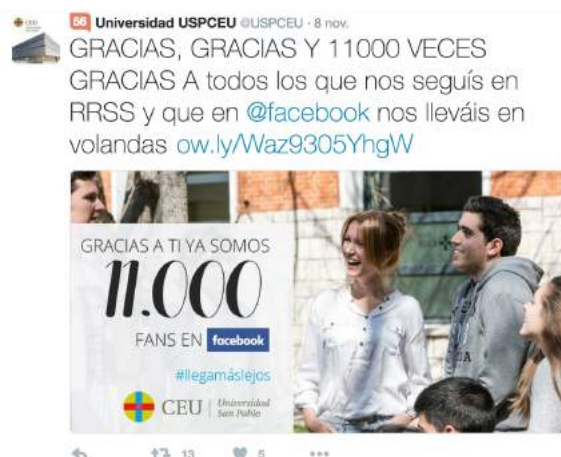 CEU
56 Universidad USPCEU @USPCEU · 8 nov.
GRACIAS, GRACIAS Y 11000 VECES
GRACIAS A todos los que nos seguís en
RRSS y que en @facebook nos lleváis en
volandas ow.ly/Waz9305YhgW
GRACIAS A TI YA SOMOS
11.000
FANS EN facebook
#llegamáslejos
CEU Universidad
San Pablo
13 5